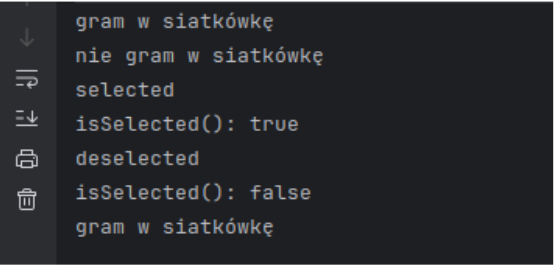 gram w siatkówkę
nie gram w siatkówkę
selected
isSelected(): true
deselected
isSelected(): false
gram w siatkówkę